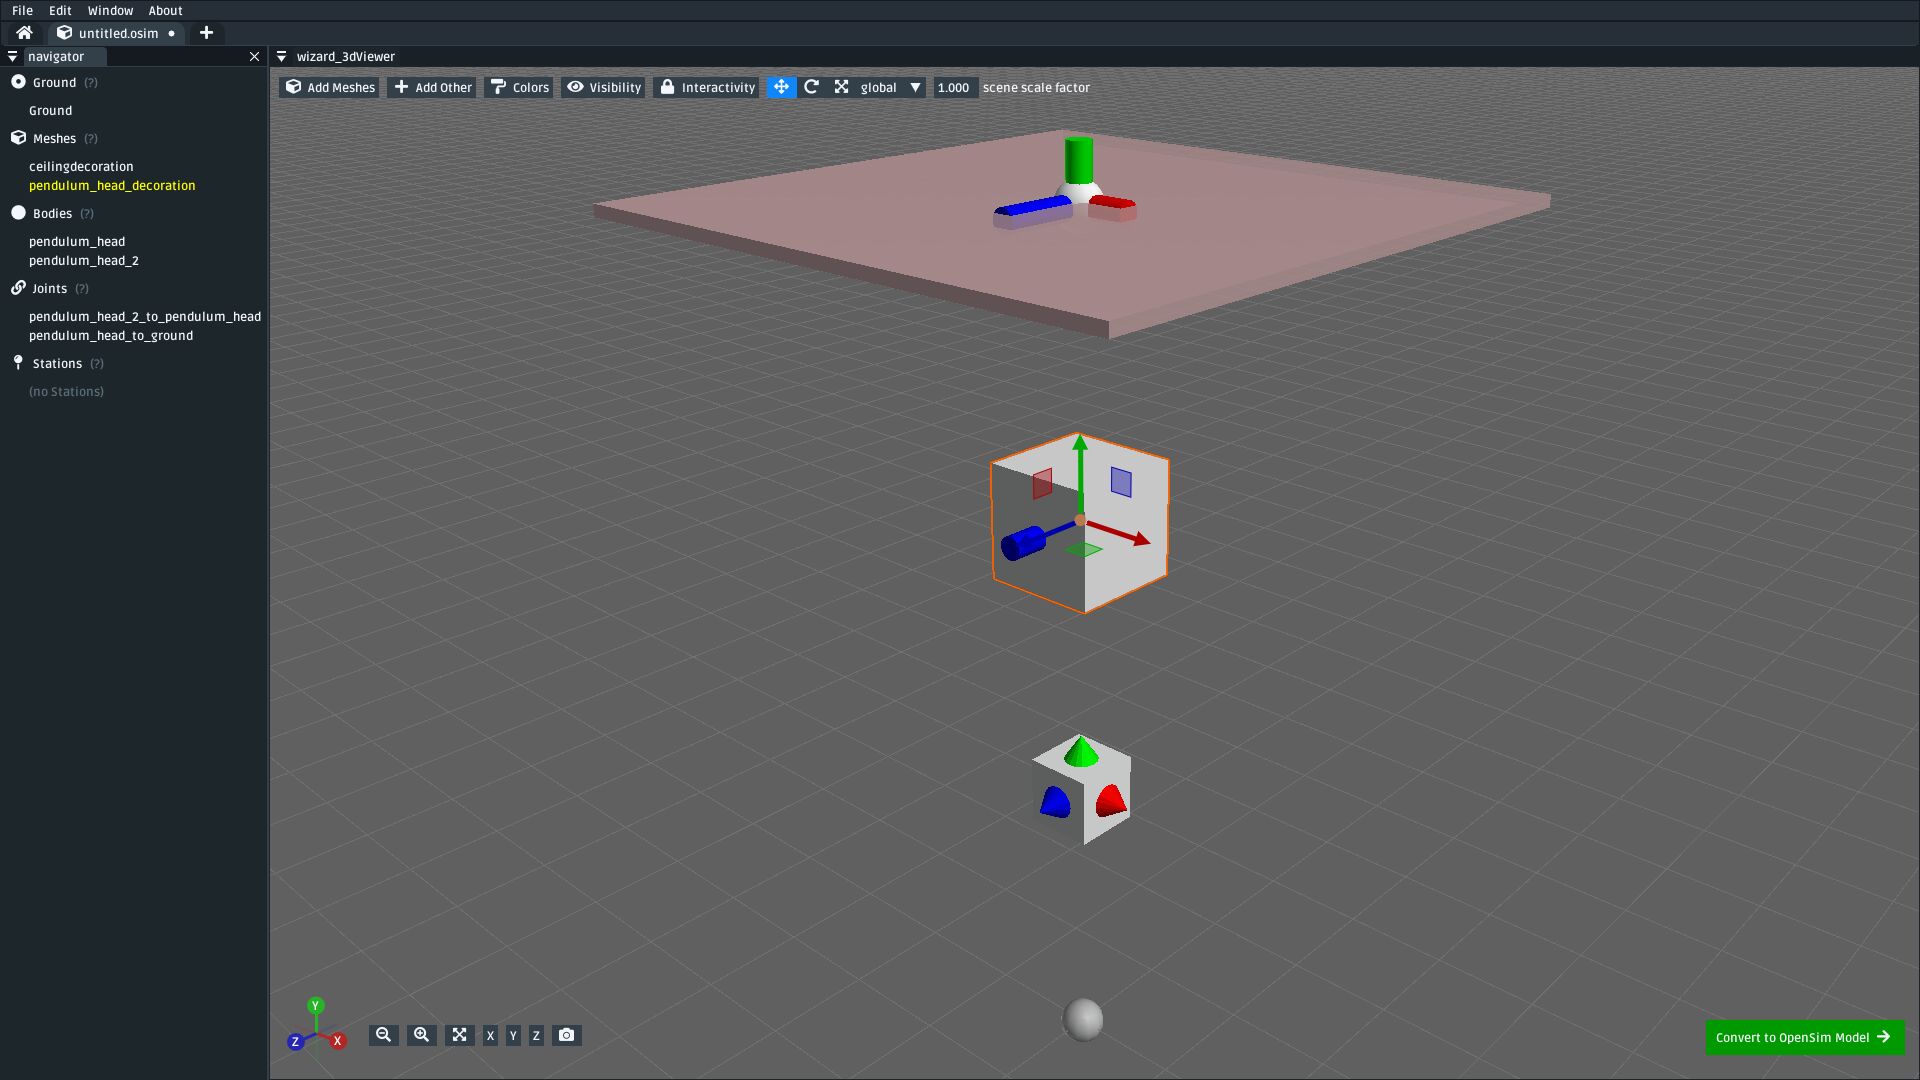 File Edit Window About
untitled.osim
navigator
wizard_3dViewer
Ground (?)
Ground
Meshes (?)
ceilingdecoration
pendulum_head_decoration
Bodies (?)
pendulum_head
pendulum_head_2
Joints (?)
pendulum_head_2_to_pendulum_head
pendulum_head_to_ground
Stations (?)
(no Stations)
Add Meshes Add Other Colors Visibility Interactivity global 1.000 scene scale factor
Y
Z X
X Y Z
Convert to OpenSim Model